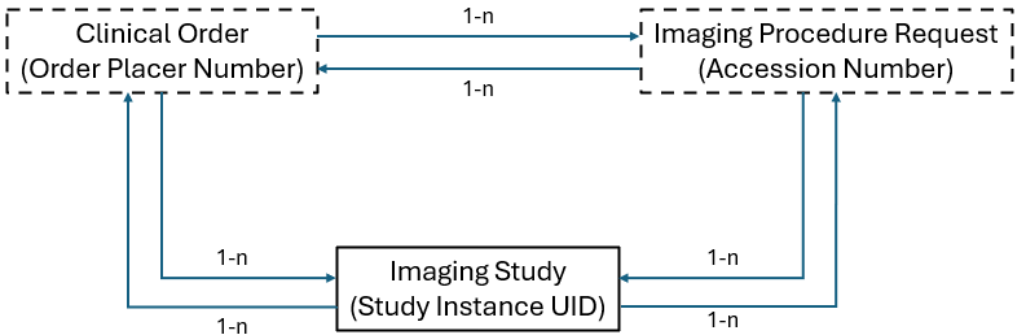 Clinical Order
(Order Placer Number)
1-n
1-n
Imaging Procedure Request
(Accession Number)
1-n
1-n
Imaging Study
(Study Instance UID)
1-n
1-n